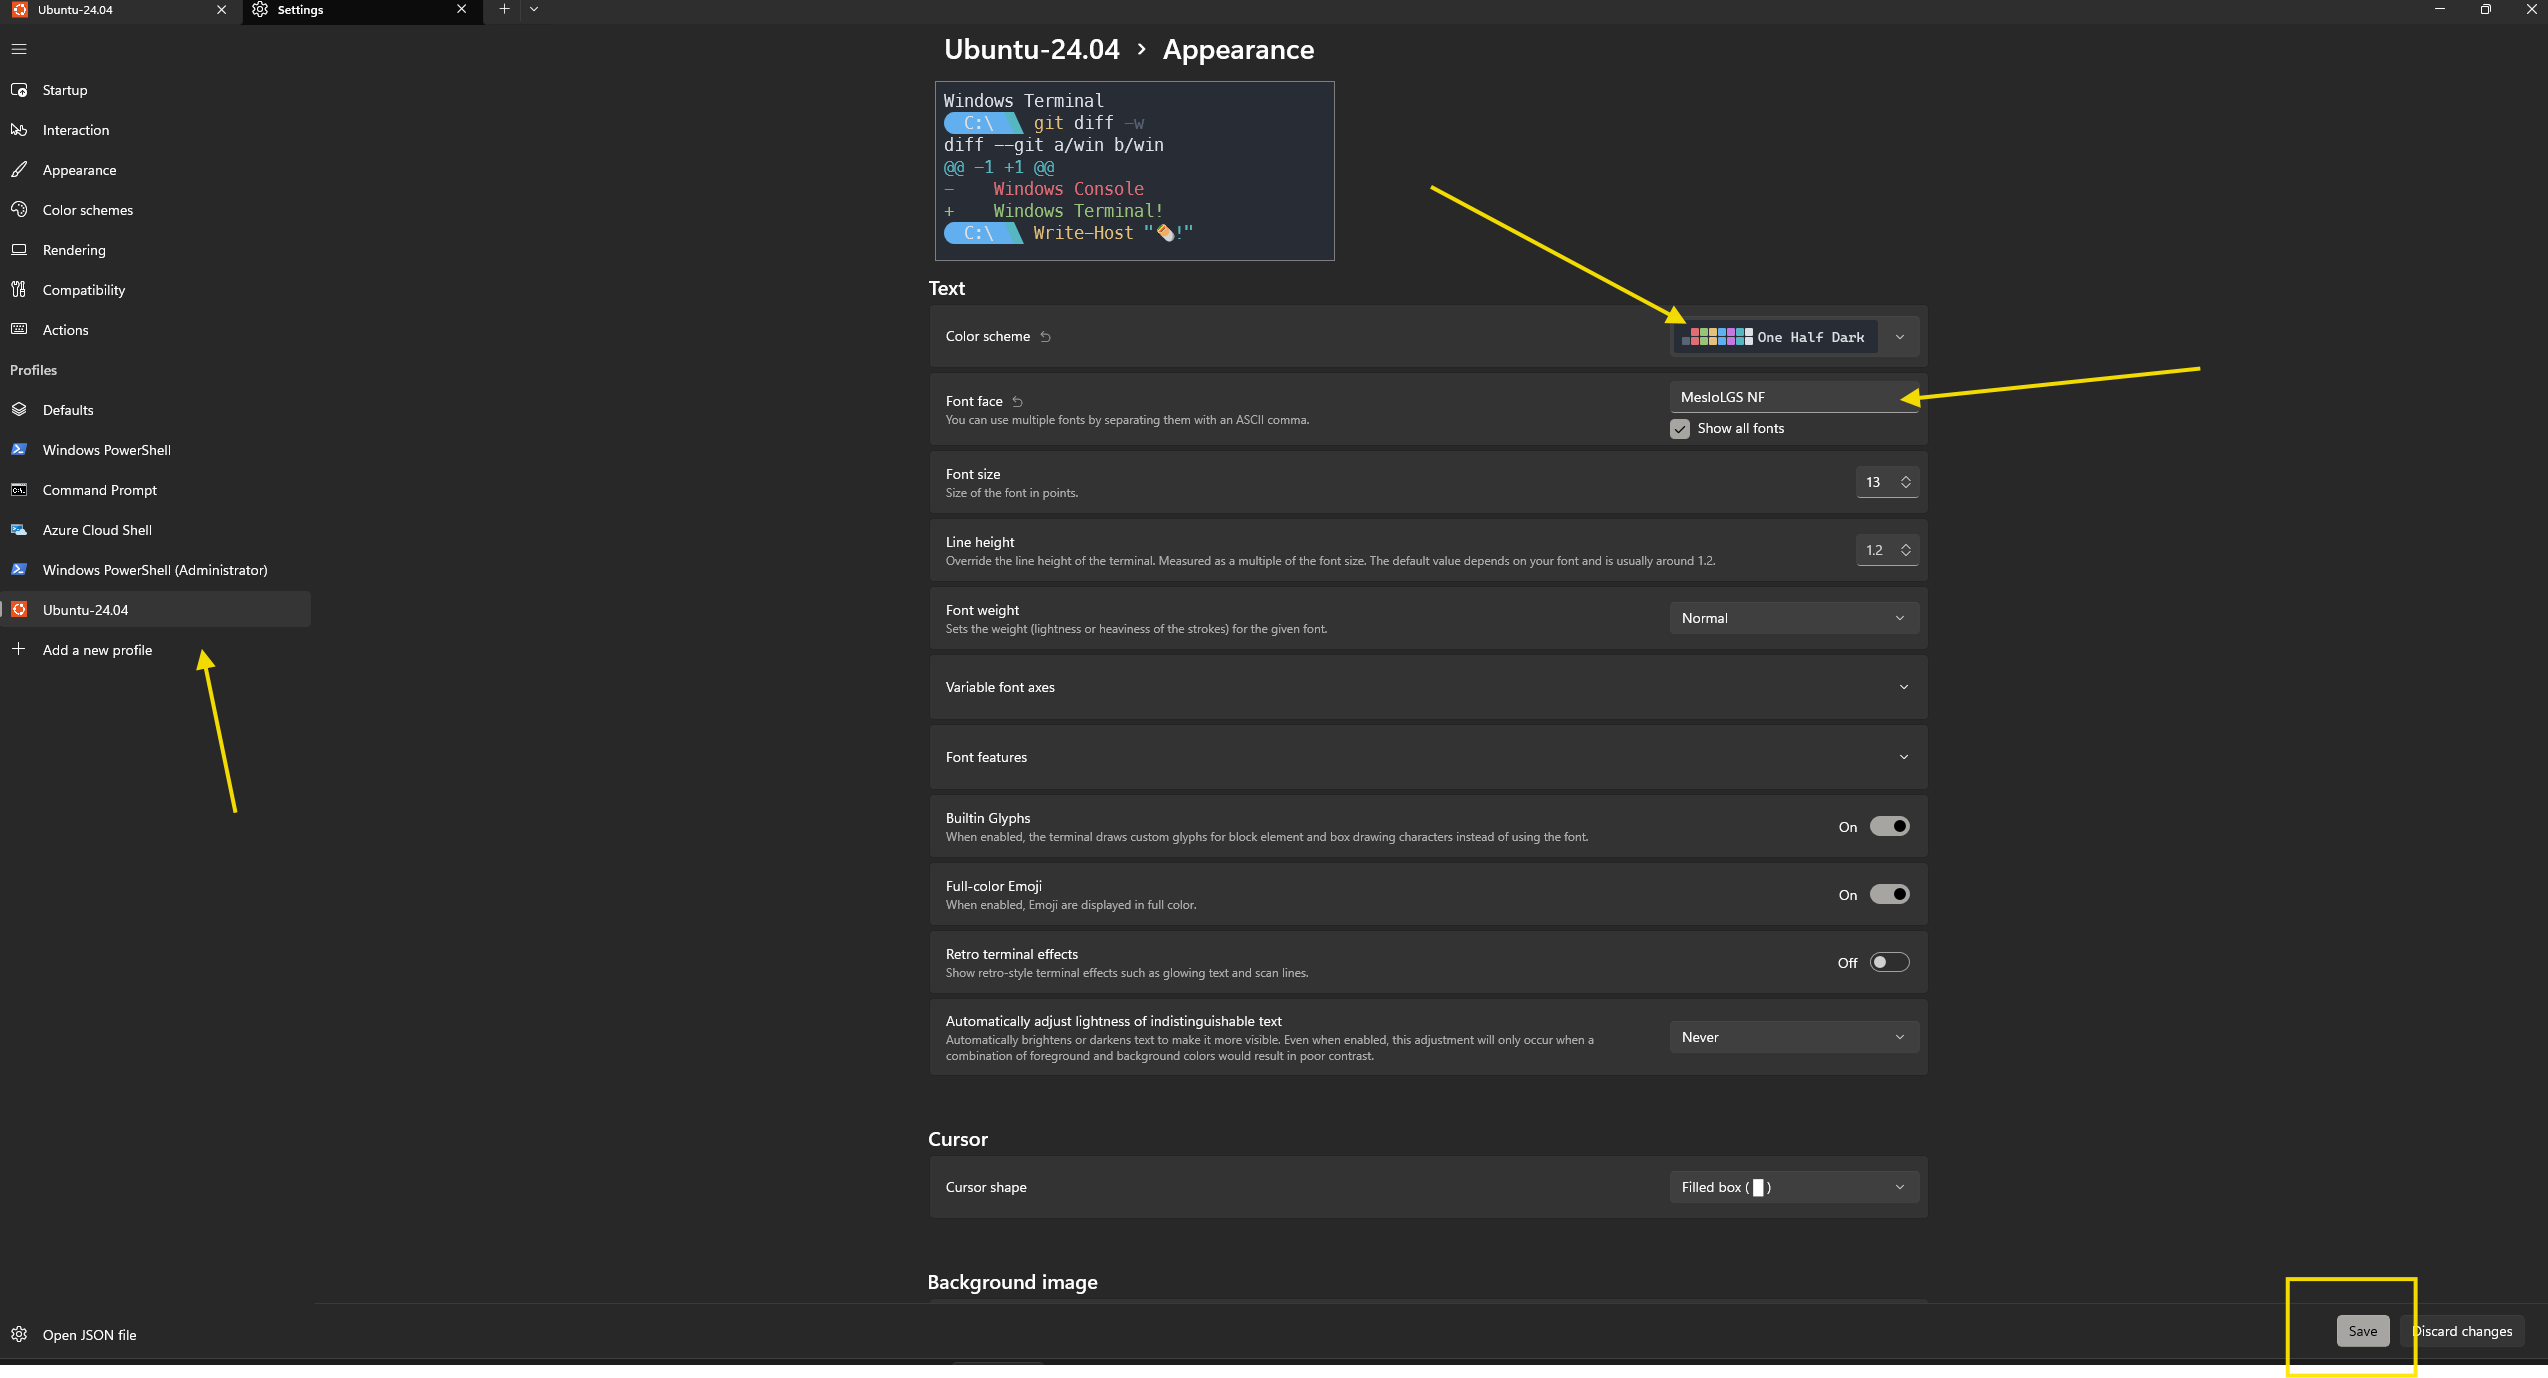 Ubuntu-24.04
Settings
Startup
Interaction
Appearance
Color schemes
Rendering
Compatibility
Actions
Profiles
Defaults
Windows PowerShell
Command Prompt
Azure Cloud Shell
Windows PowerShell (Administrator)
Ubuntu-24.04
Add a new profile
Open JSON file
Ubuntu-24.04 › Appearance
Windows Terminal
C:\ git diff -w
diff --git a/win b/win
@@ -1 +1 @@
- Windows Console
+ Windows Terminal!
C:\ Write-Host "!"
Text
Color scheme
One Half Dark
Font face
You can use multiple fonts by separating them with an ASCII comma.
MesloLGS NF
Show all fonts
Font size
Size of the font in points.
13
Line height
Override the line height of the terminal. Measured as a multiple of the font size. The default value depends on your font and is usually around 1.2.
1.2
Font weight
Sets the weight (lightness or heaviness of the strokes) for the given font.
Normal
Variable font axes
Font features
Builtin Glyphs
When enabled, the terminal draws custom glyphs for block element and box drawing characters instead of using the font.
On
Full-color Emoji
When enabled, Emoji are displayed in full color.
On
Retro terminal effects
Show retro-style terminal effects such as glowing text and scan lines.
Off
Automatically adjust lightness of indistinguishable text
Automatically brightens or darkens text to make it more visible. Even when enabled, this adjustment will only occur when a
combination of foreground and background colors would result in poor contrast.
Never
Cursor
Cursor shape
Filled box (█)
Background image
Save
Discard changes